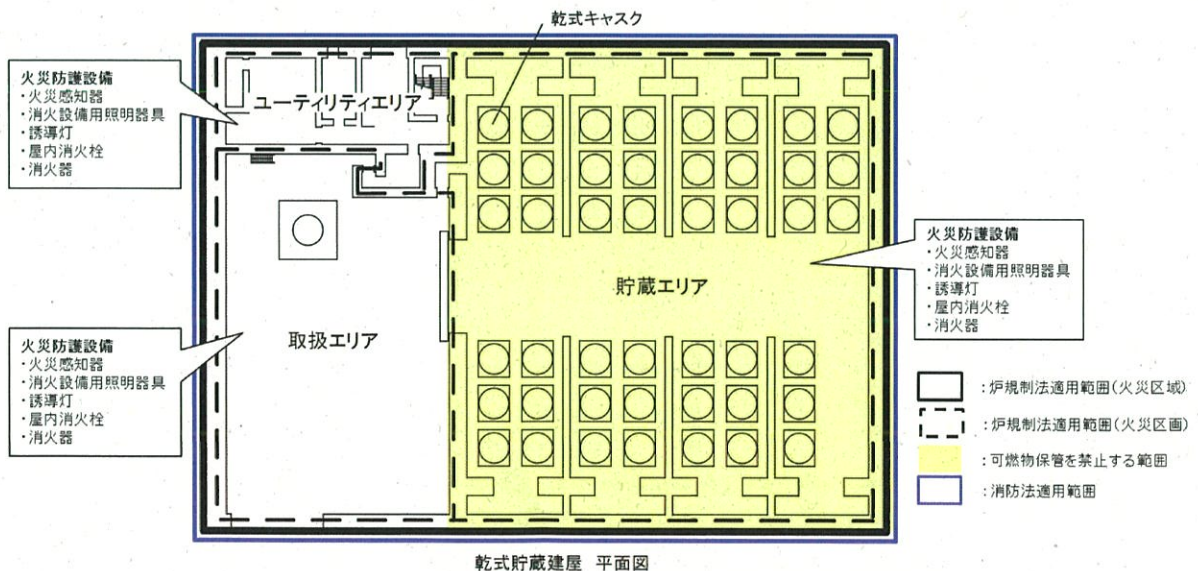 乾式キャスク
火災防護設備
・火災感知器
・消火設備用照明器具
・誘導灯
・屋内消火栓
・消火器
ユーティリティエリア
火災防護設備
・火災感知器
・消火設備用照明器具
・誘導灯
・屋内消火栓
・消火器
貯蔵エリア
取扱エリア
火災防護設備
・火災感知器
・消火設備用照明器具
・誘導灯
・屋内消火栓
・消火器
:炉規制法適用範囲(火災区域)
:炉規制法適用範囲(火災区画)
:可燃物保管を禁止する範囲
:消防法適用範囲
乾式貯蔵建屋 平面図